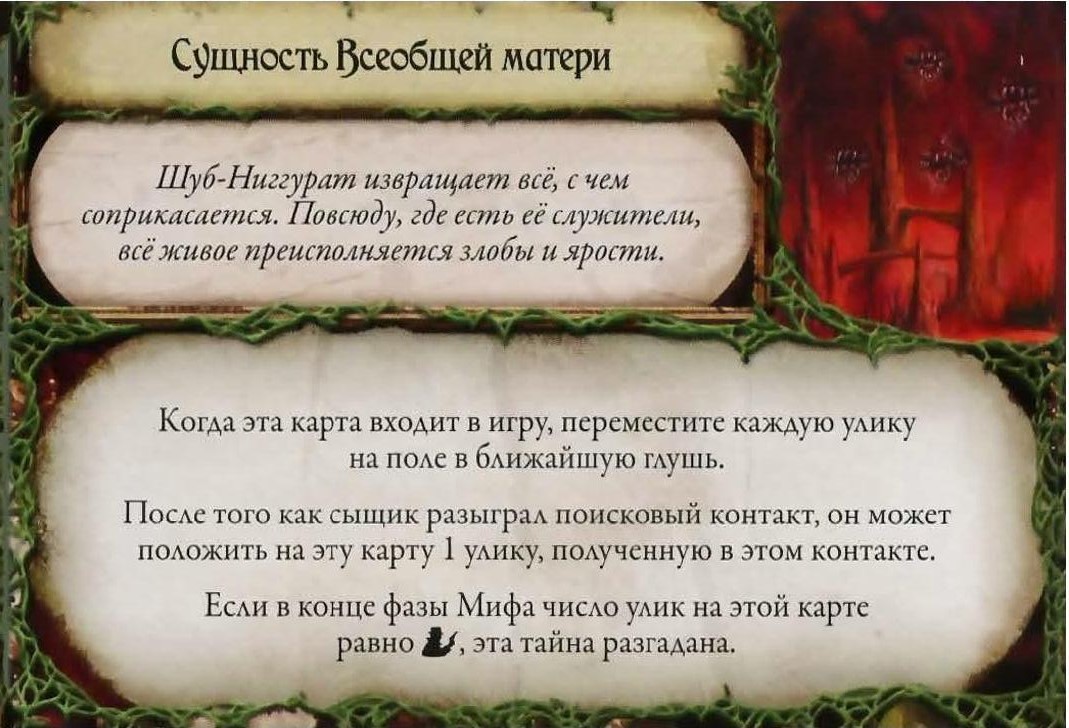 Сущность Всеобщей матери
Шуб-Ниггурат извращает всё, с чем
соприкасается. Повсюду, где есть её служители,
всё живое преисполняется злобы и ярости.
Когда эта карта входит в игру, переместите каждую улику
на поле в ближайшую глушь.
После того как сыщик разыграл поисковый контакт, он может
положить на эту карту 1 улику, полученную в этом контакте.
Если в конце фазы Мифа число улик на этой карте
равно , эта тайна разгадана.